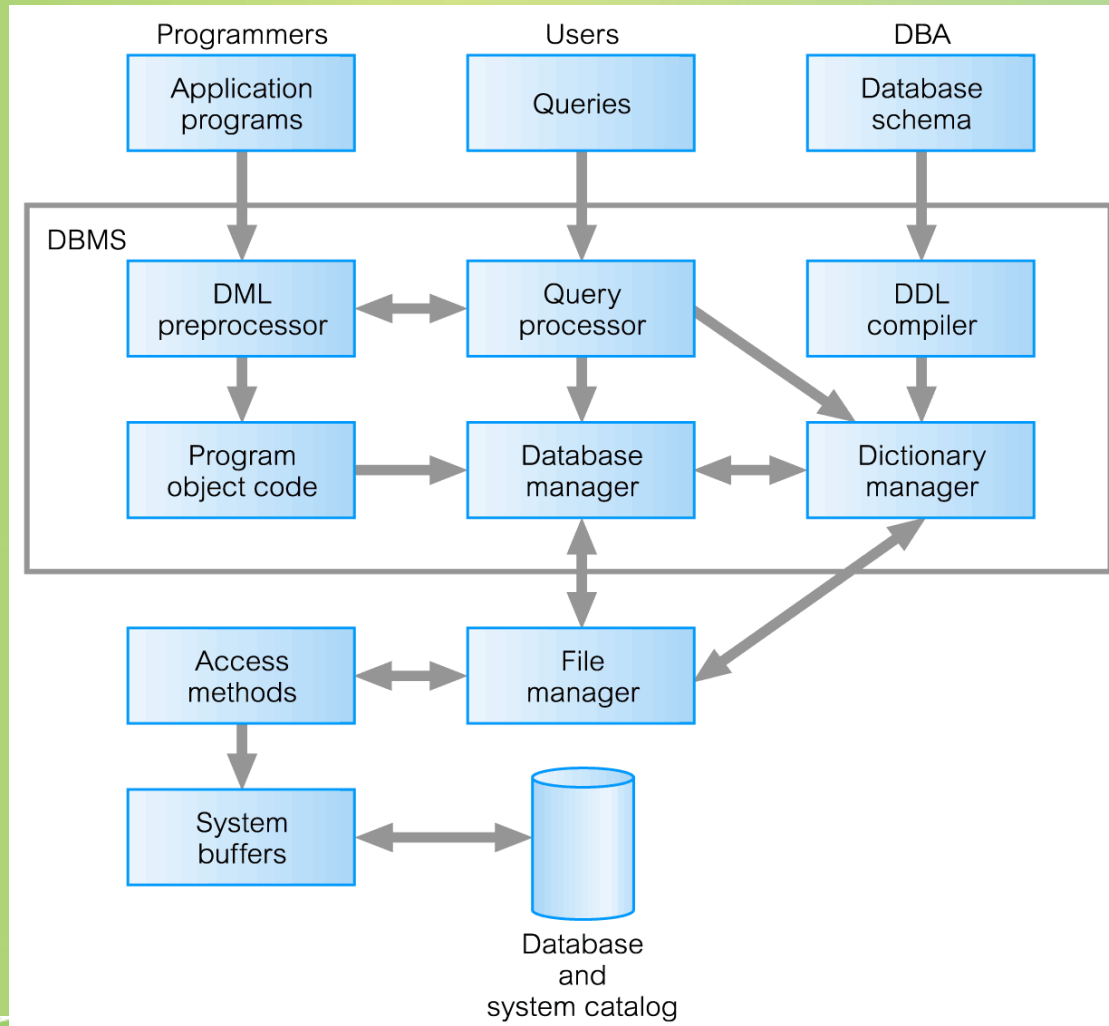 Programmers
Users
DBA
Application
programs
Queries
Database
schema
DBMS
DML
preprocessor
Query
processor
DDL
compiler
Program
object code
Database
manager
Dictionary
manager
Access
methods
File
manager
System
buffers
Database
and
system catalog